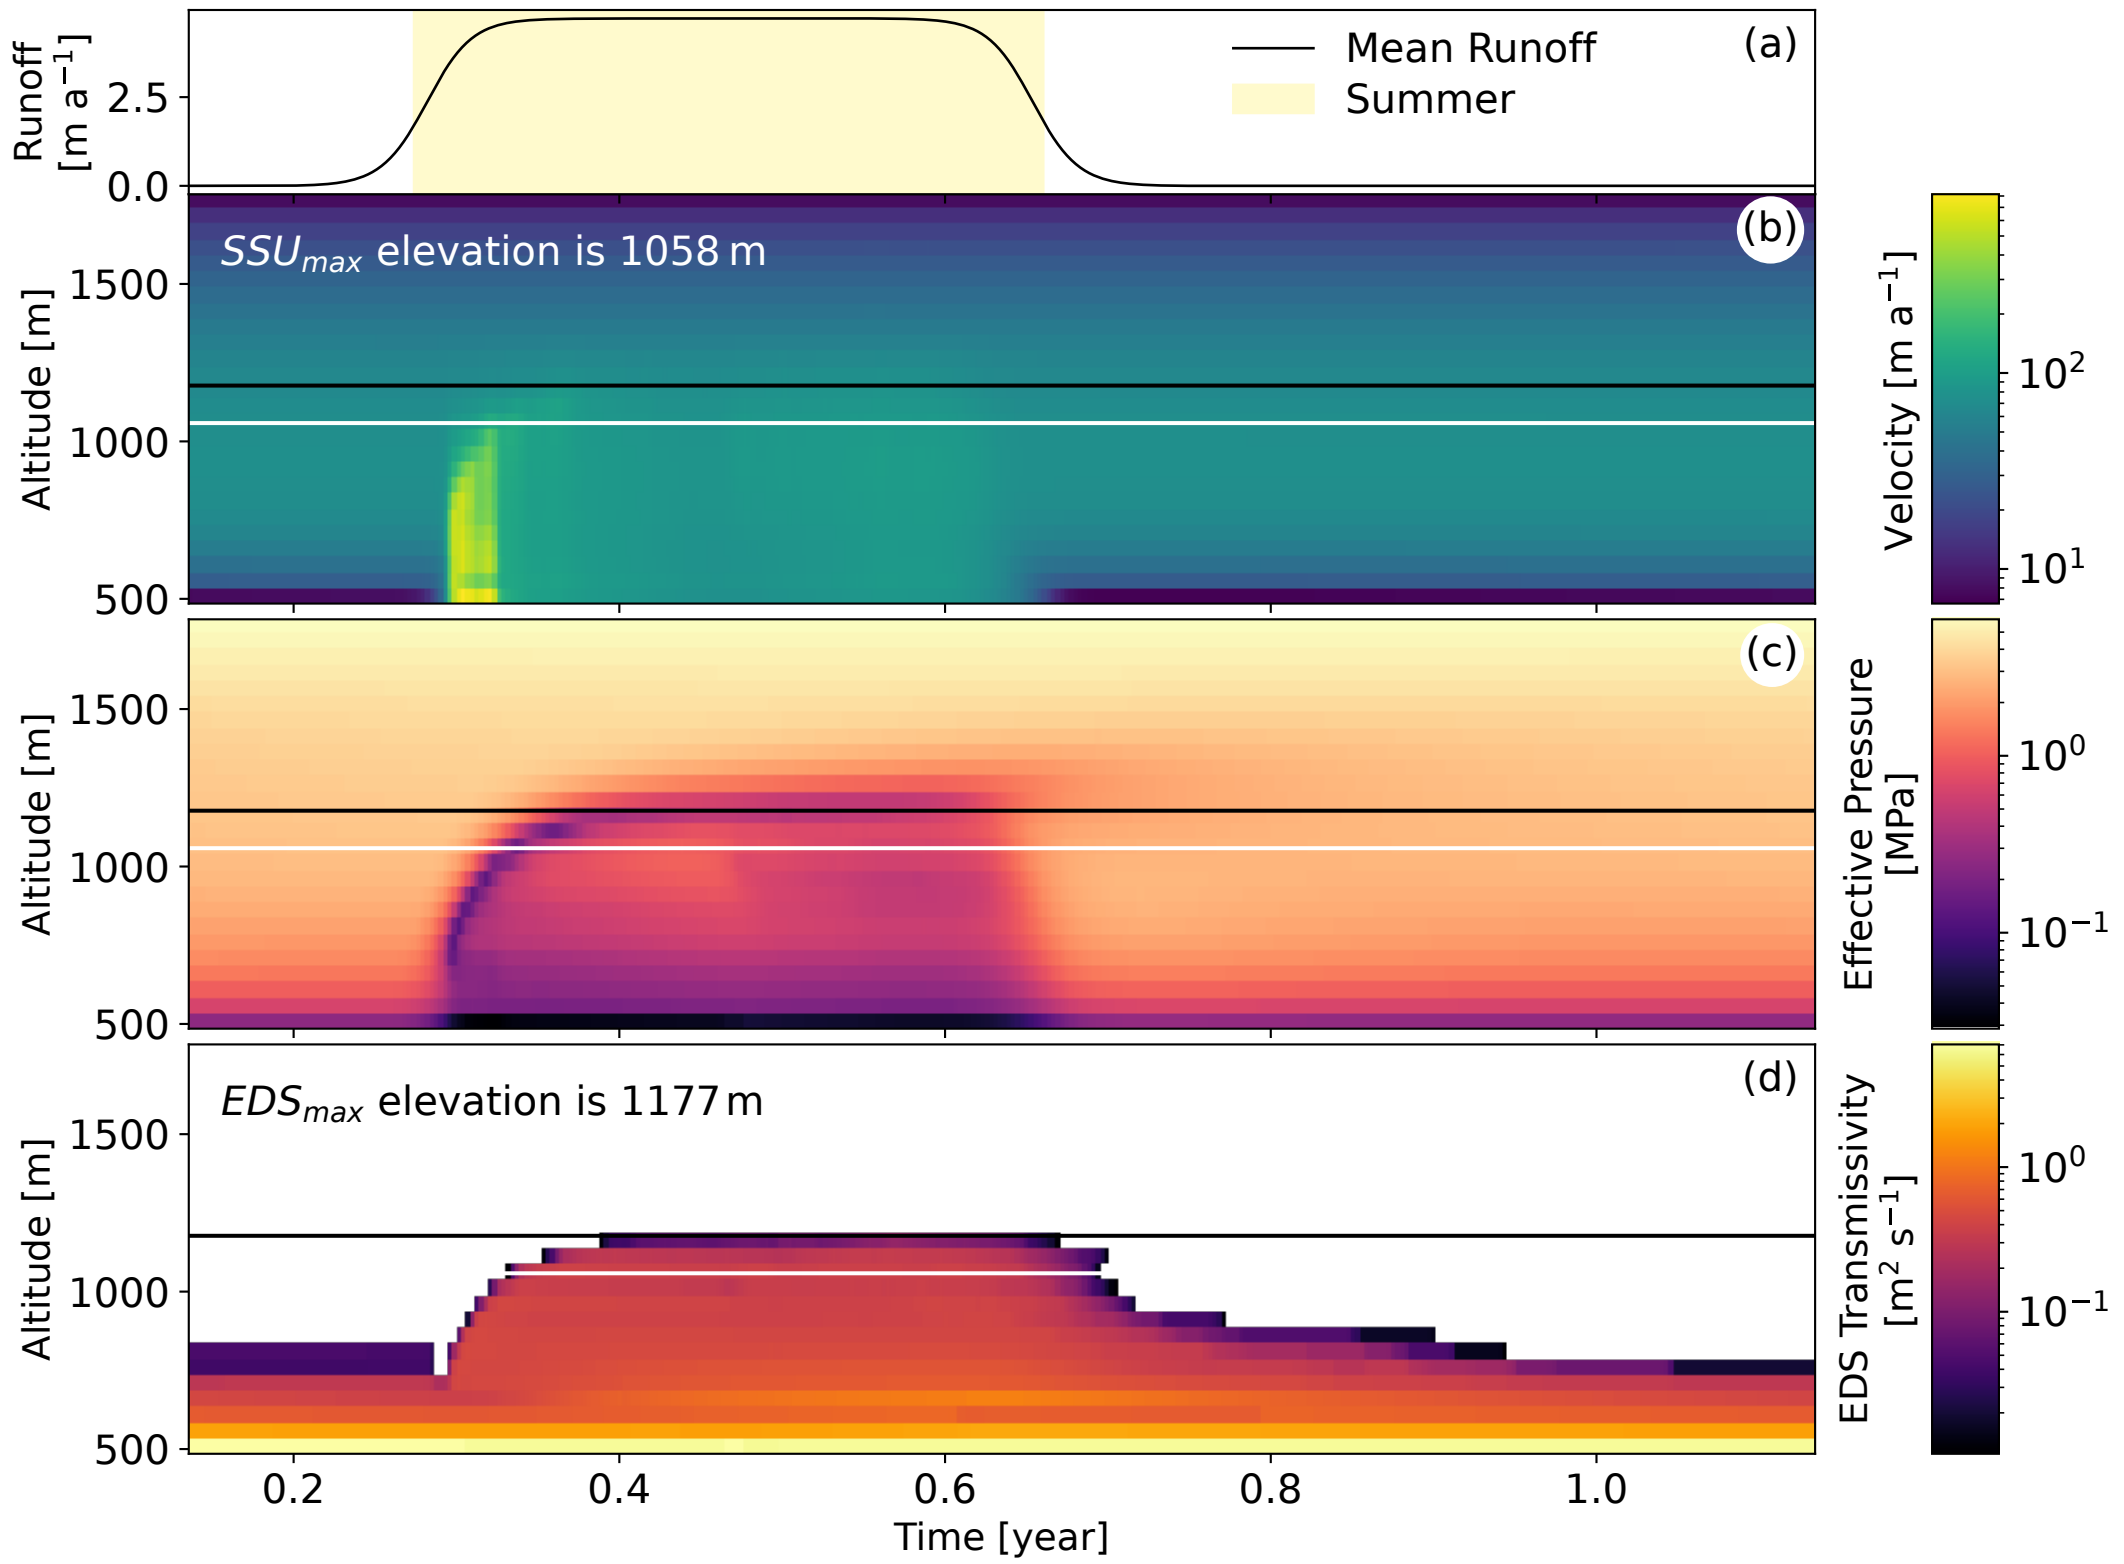 Runoff
[m a⁻¹]
2.5
0.0
Mean Runoff
Summer
(a)
Altitude [m]
1500
1000
500
SSUmax elevation is 1058 m
(b)
Velocity [m a⁻¹]
10²
10¹
Altitude [m]
1500
1000
500
(c)
Effective Pressure
[MPa]
10⁰
10⁻¹
Altitude [m]
1500
1000
500
EDSmax elevation is 1177 m
(d)
EDS Transmissivity
[m² s⁻¹]
10⁰
10⁻¹
0.2 0.4 0.6 0.8 1.0
Time [year]